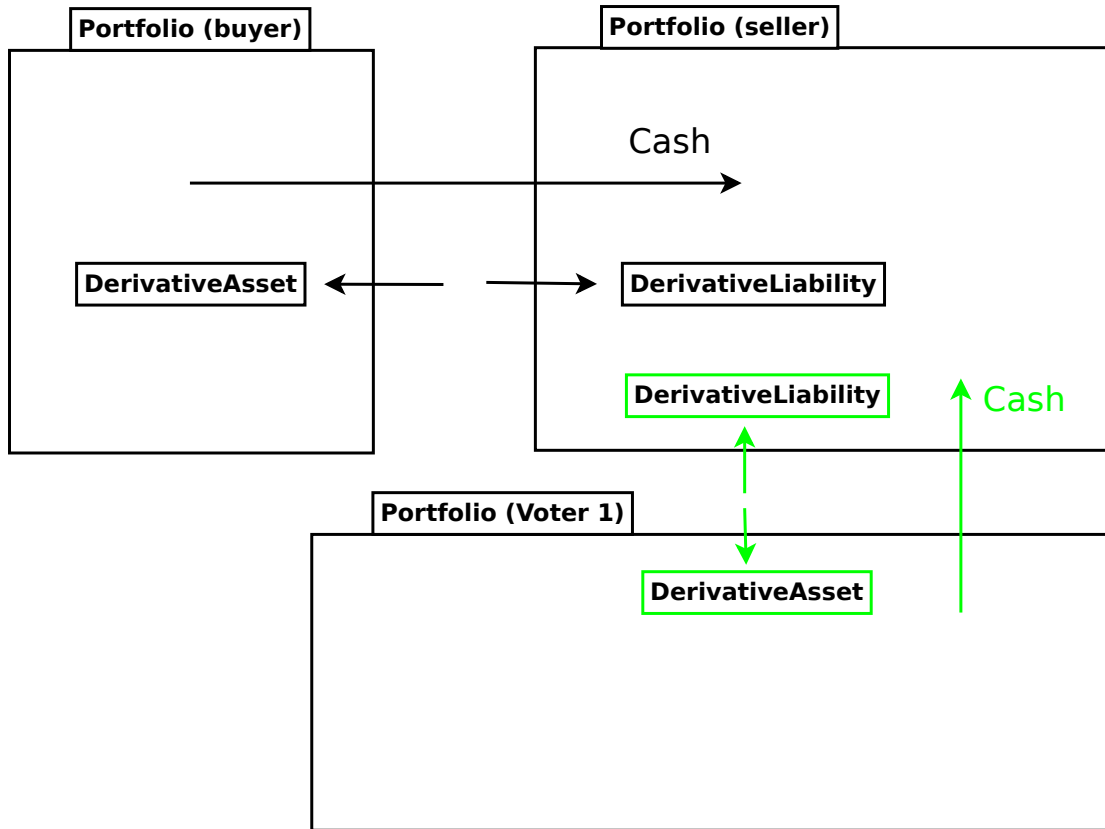 Portfolio (buyer)
Portfolio (seller)
Cash
DerivativeAsset
DerivativeLiability
DerivativeLiability
Cash
Portfolio (Voter 1)
DerivativeAsset